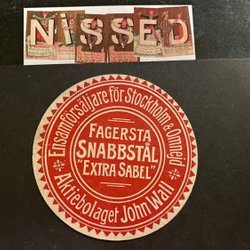 NISSED
Ensamförsäljare för Stockholm & Omnejd
FAGERSTA
SNABBSTÅL
"EXTRA SABEL"
Aktiebolaget John Wall